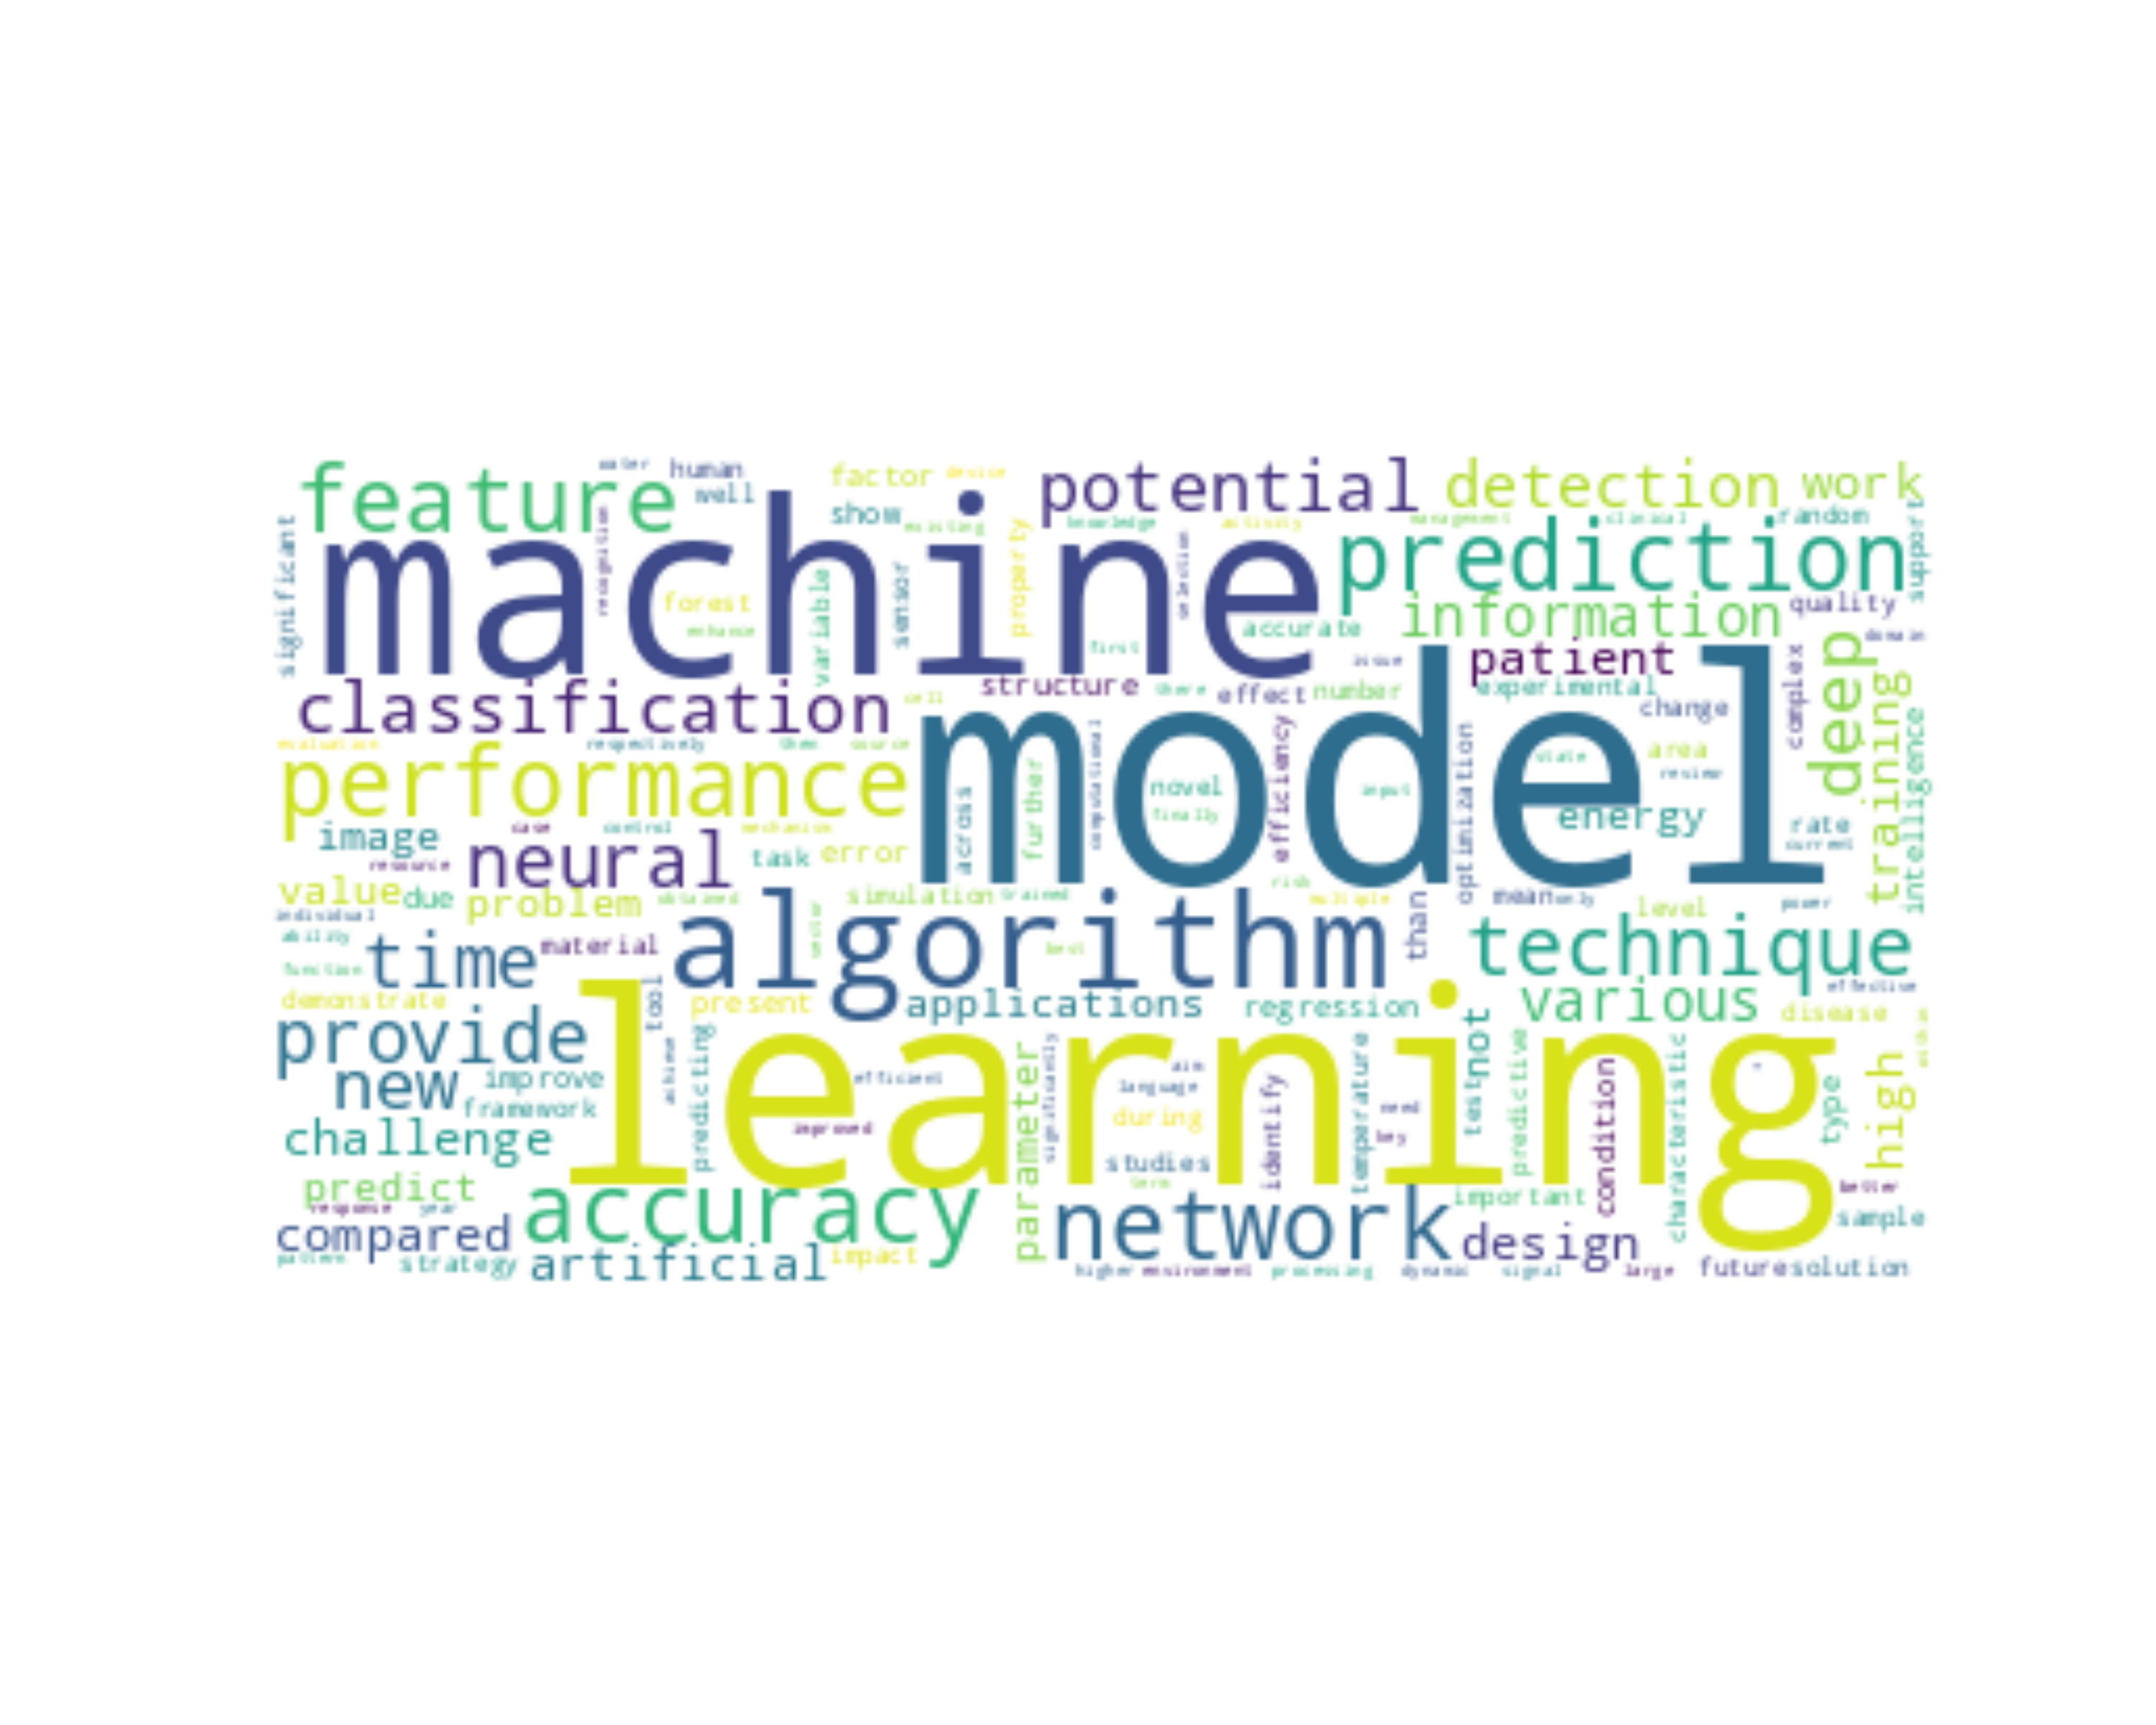 feature
water
human
well
factor
device
show
existing
potential
knowledge
activity
detection
work
management
clinical
random
support
significant
machine
recognition
forest
enhance
variable
sensor
property
first
selection
accurate
prediction
information
quality
domain
issue
patient
experimental
change
complex
deep
training
intelligence
classification
cell
structure
there
effect
number
evaluation
respectively
then
source
performance
model
across
further
computational
novel
finally
efficiency
input
optimization
state
area
review
energy
rate
current
image
case
control
mechanism
resource
neural
task
error
value
due
problem
obtained
simulation
trained
risk
multiple
than
mean
only
level
power
individual
ability
function
time
material
vector
algorithm
best
technique
effective
demonstrate
tool
present
applications
regression
various
disease
provide
new
improve
framework
challenge
achieve
predicting
learning
efficient
improved
parameter
significantly
aim
language
during
studies
term
identify
temperature
need
key
test
not
predictive
condition
characteristic
type
high
better
sample
predict
response
year
compared
pattern
strategy
accuracy
artificial
impact
network
important
design
higher
environment
processing
dynamic
signal
large
future
solution